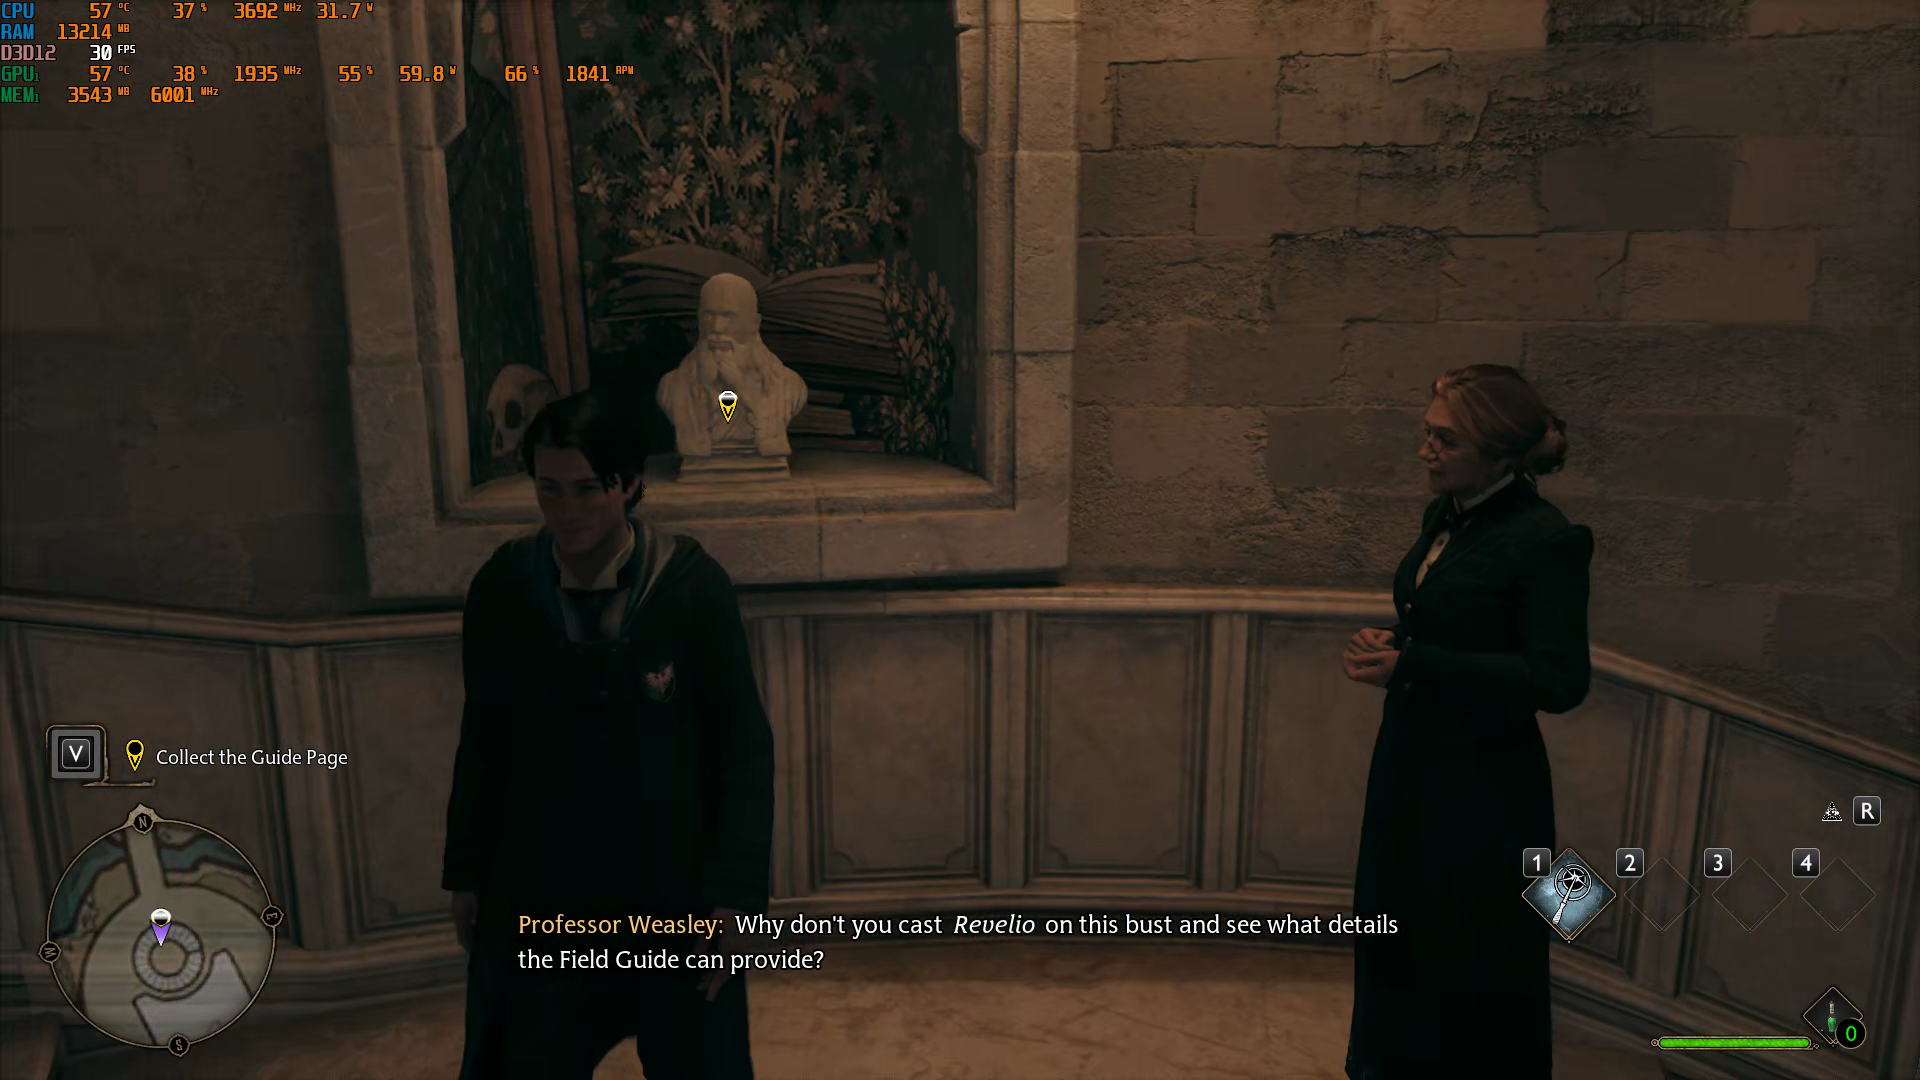 CPU 57 °C 37 % 3692 MHz 31.7 W
RAM 13214 MB
D3D12 30 FPS
GPU1 57 °C 38 % 1935 MHz 55 % 59.8 W 66 % 1841 RPM
MEM1 3543 MB 6001 MHz
V Collect the Guide Page
N
E
W
S
R
1 2 3 4
Professor Weasley: Why don't you cast Revelio on this bust and see what details
the Field Guide can provide?
0